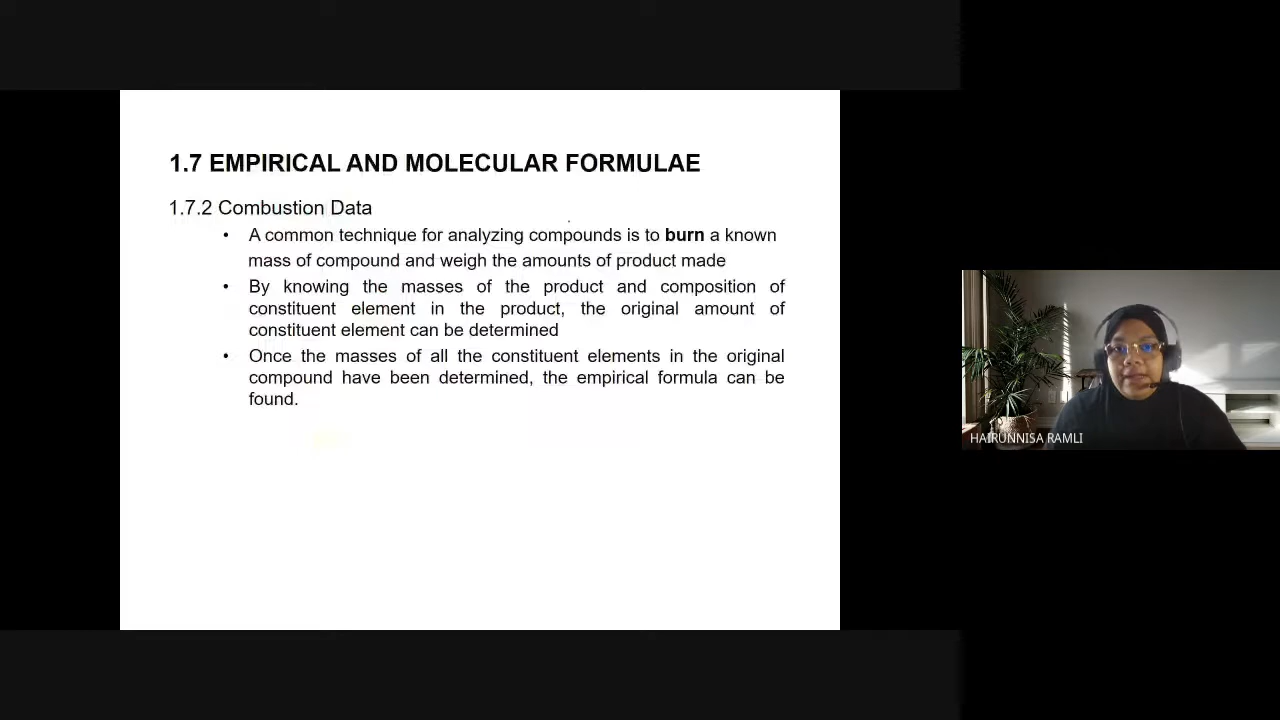 1.7 EMPIRICAL AND MOLECULAR FORMULAE
1.7.2 Combustion Data
• A common technique for analyzing compounds is to burn a known
mass of compound and weigh the amounts of product made
• By knowing the masses of the product and composition of
constituent element in the product, the original amount of
constituent element can be determined
• Once the masses of all the constituent elements in the original
compound have been determined, the empirical formula can be
found.
HAIRUNNISA RAMLI